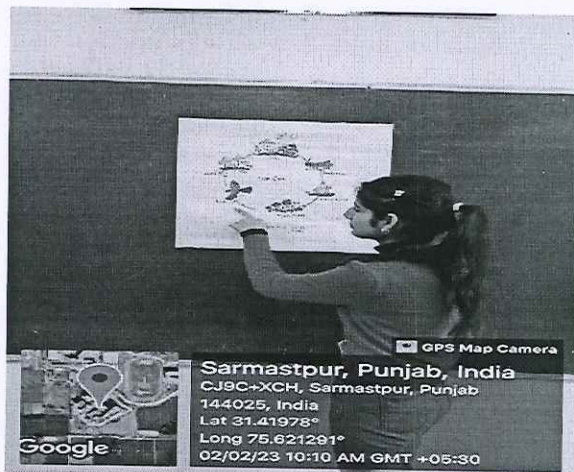 GPS Map Camera
Sarmastpur, Punjab, India
CJ9C+XCH, Sarmastpur, Punjab
144025, India
Lat 31.41978°
Long 75.621291°
02/02/23 10:10 AM GMT +05:30
Google